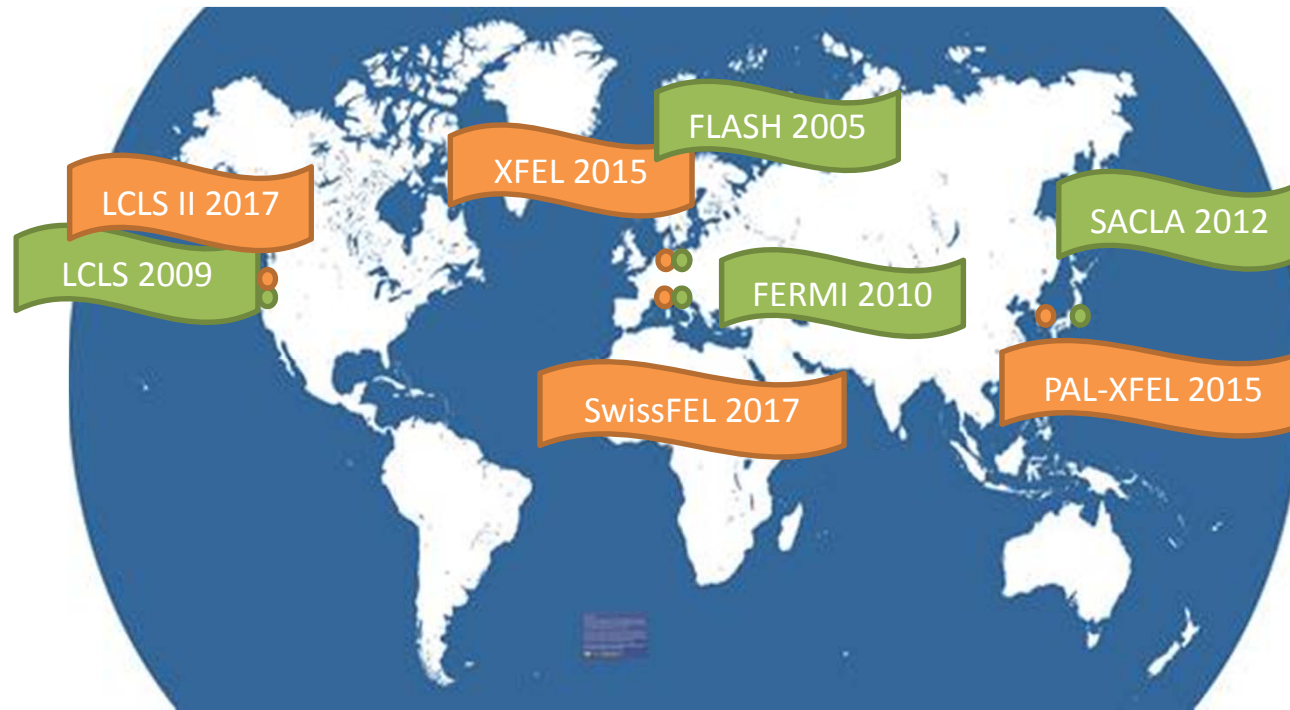 FLASH 2005
XFEL 2015
LCLS II 2017
SACLA 2012
LCLS 2009
FERMI 2010
SwissFEL 2017
PAL-XFEL 2015